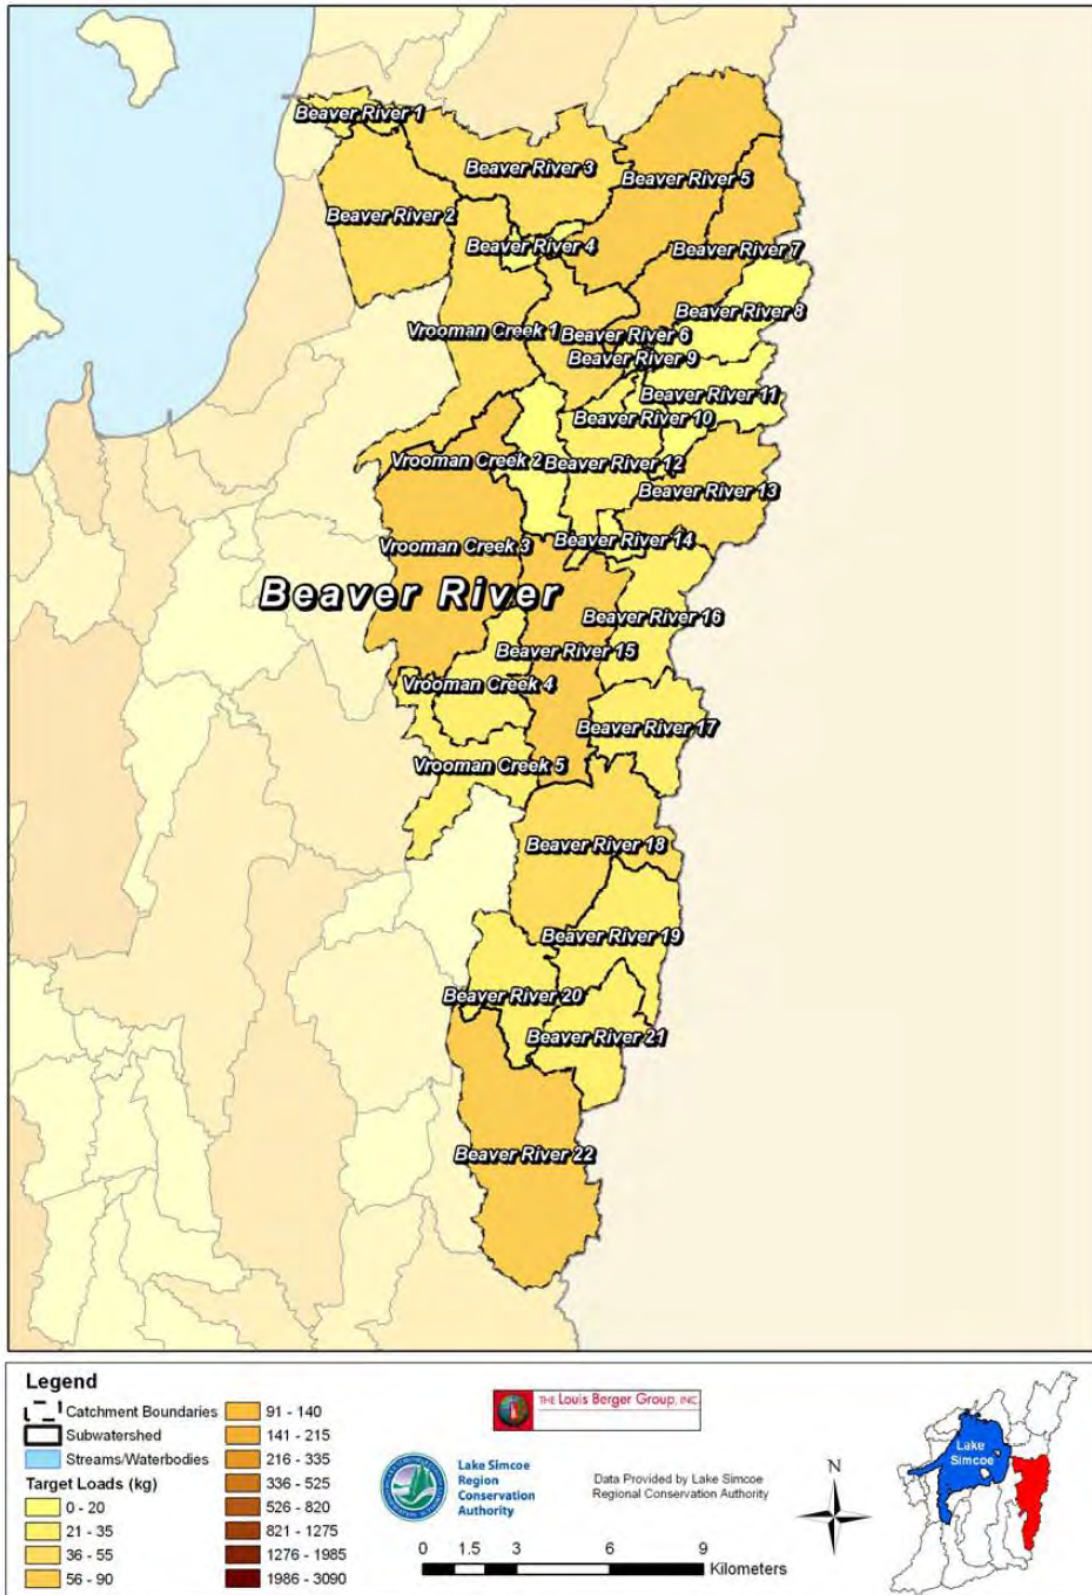 Beaver River 1
Beaver River 3
Beaver River 5
Beaver River 2
Beaver River 4
Beaver River 7
Beaver River 8
Vrooman Creek 1
Beaver River 6
Beaver River 9
Beaver River 11
Beaver River 10
Vrooman Creek 2
Beaver River 12
Beaver River 13
Beaver River 14
Vrooman Creek 3
Beaver River
Beaver River 16
Beaver River 15
Vrooman Creek 4
Beaver River 17
Vrooman Creek 5
Beaver River 18
Beaver River 19
Beaver River 20
Beaver River 21
Beaver River 22
Legend
Catchment Boundaries
Subwatershed
Streams/Waterbodies
Target Loads (kg)
0 - 20
21 - 35
36 - 55
56 - 90
91 - 140
141 - 215
216 - 335
336 - 525
526 - 820
821 - 1275
1276 - 1985
1986 - 3090
THE Louis Berger Group, INC.
Lake Simcoe
Region
Conservation
Authority
Data Provided by Lake Simcoe
Regional Conservation Authority
0 1.5 3 6 9
Kilometers
N
Lake
Simcoe